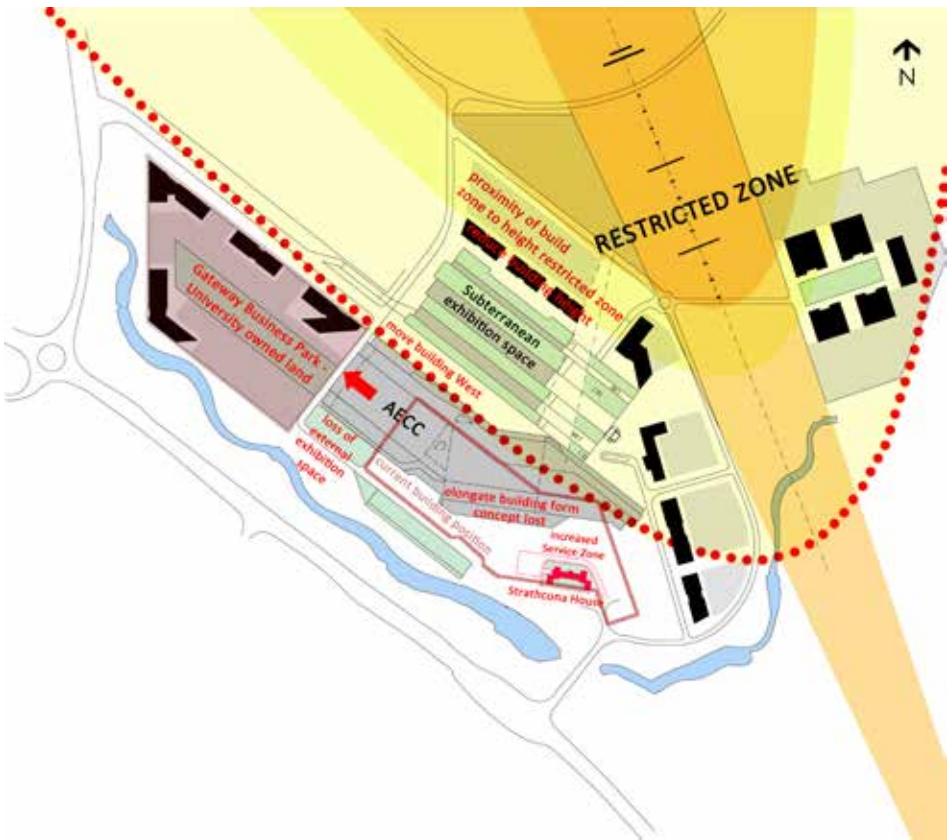 N
RESTRICTED ZONE
proximity of build
zone to height restricted zone
reduce building height
Subterranean
exhibition space
Gateway Business Park -
University owned land
move building West
AECC
loss of
external
exhibition
space
current building position
elongate building form
concept lost
increased
Service Zone
Strathcona House